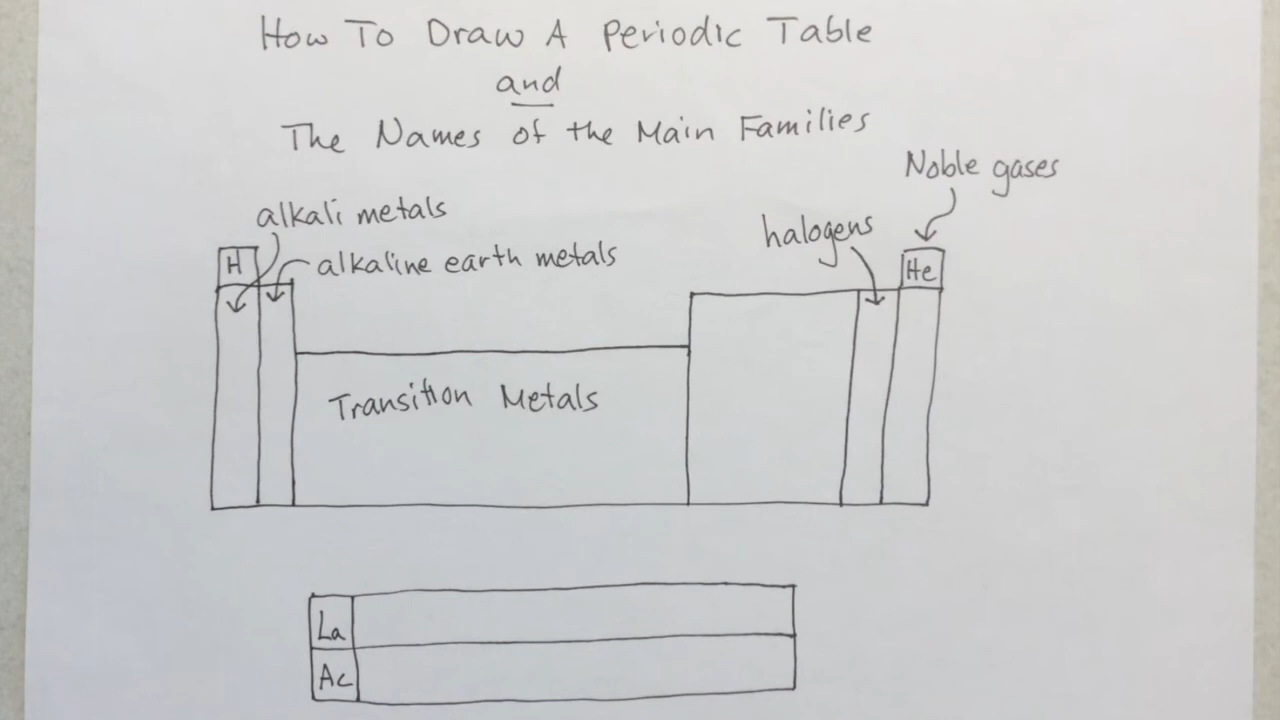 How To Draw A Periodic Table
and
The Names of the Main Families
Noble gases
alkali metals
halogens
H
alkaline earth metals
He
Transition Metals
La
Ac